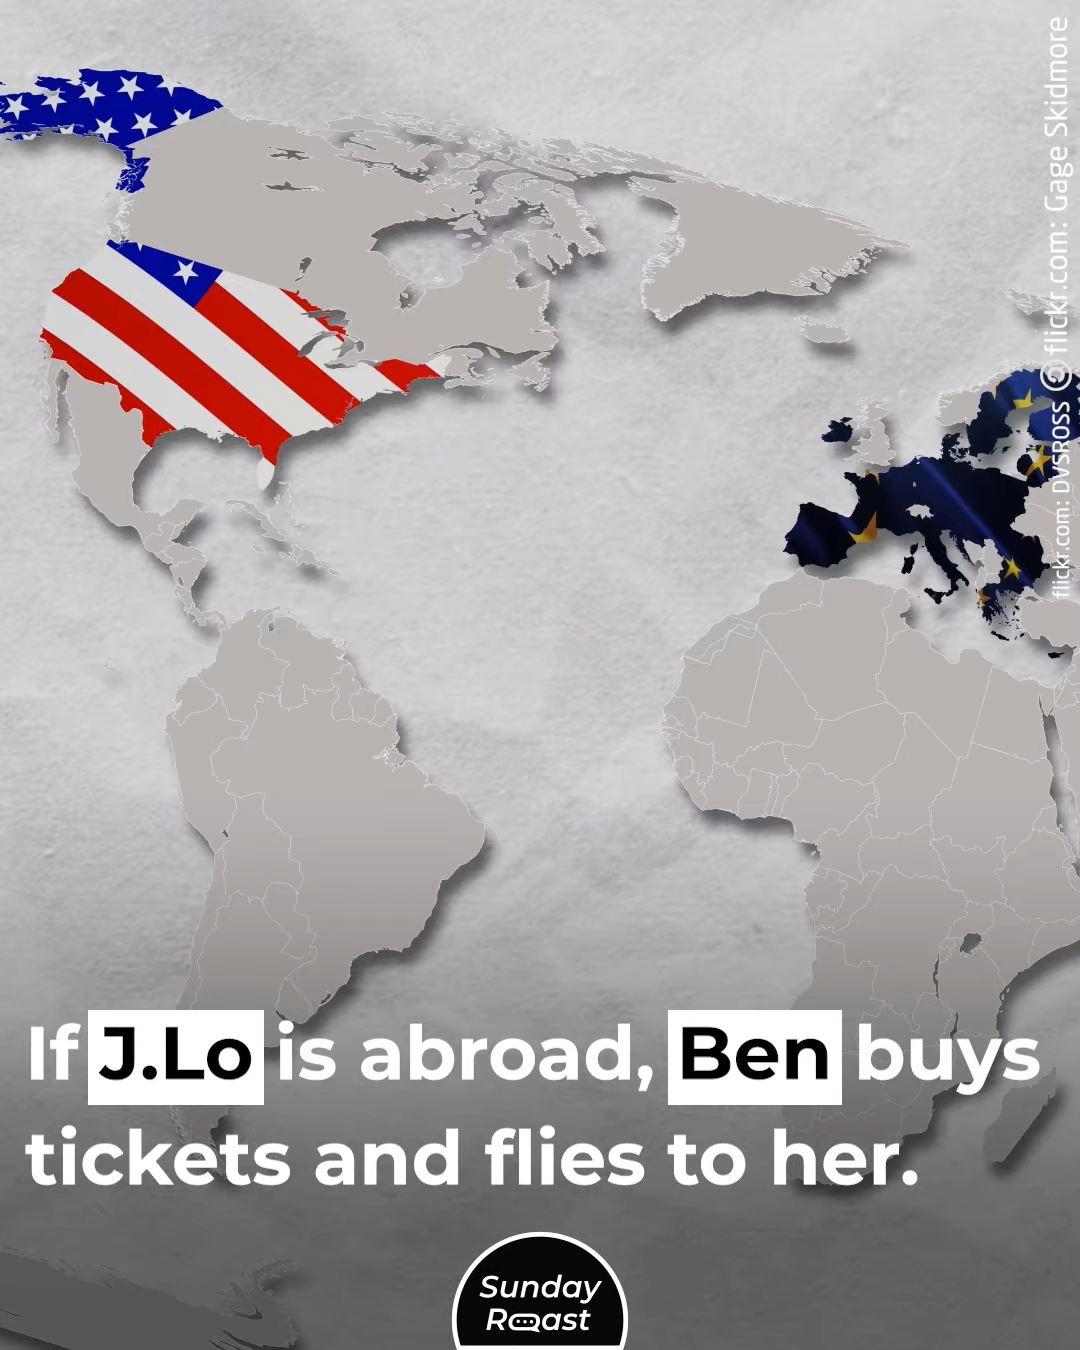 flickr.com: DVSROSS © flickr.com: Gage Skidmore
If J.Lo is abroad, Ben buys
tickets and flies to her.
Sunday
Roast